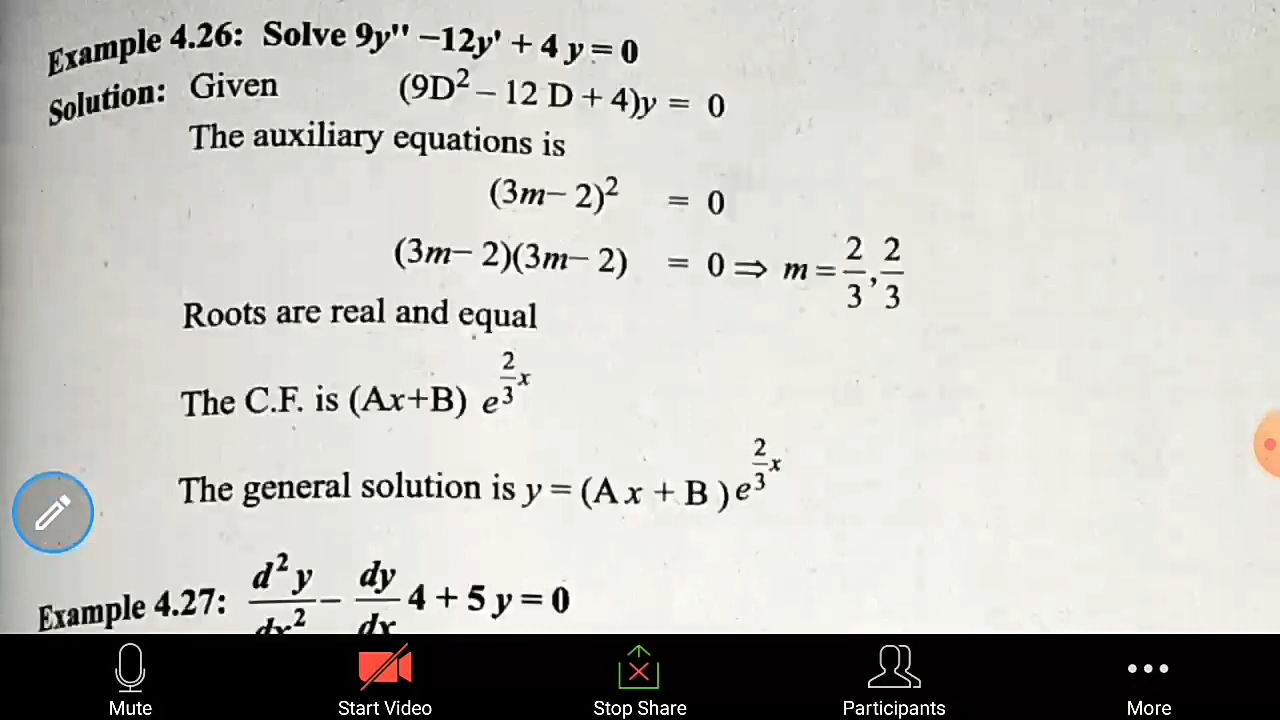 Example 4.26: Solve 9y'' −12y' + 4 y = 0
Solution: Given (9D² − 12 D + 4)y = 0
The auxiliary equations is
(3m− 2)² = 0
(3m− 2)(3m− 2) = 0 ⇒ m = 2/3, 2/3
Roots are real and equal
The C.F. is (Ax+B) e^(2/3 x)
The general solution is y = (A x + B ) e^(2/3 x)
Example 4.27: d²y/dx² − dy/dx 4 + 5 y = 0
Mute Start Video Stop Share Participants More